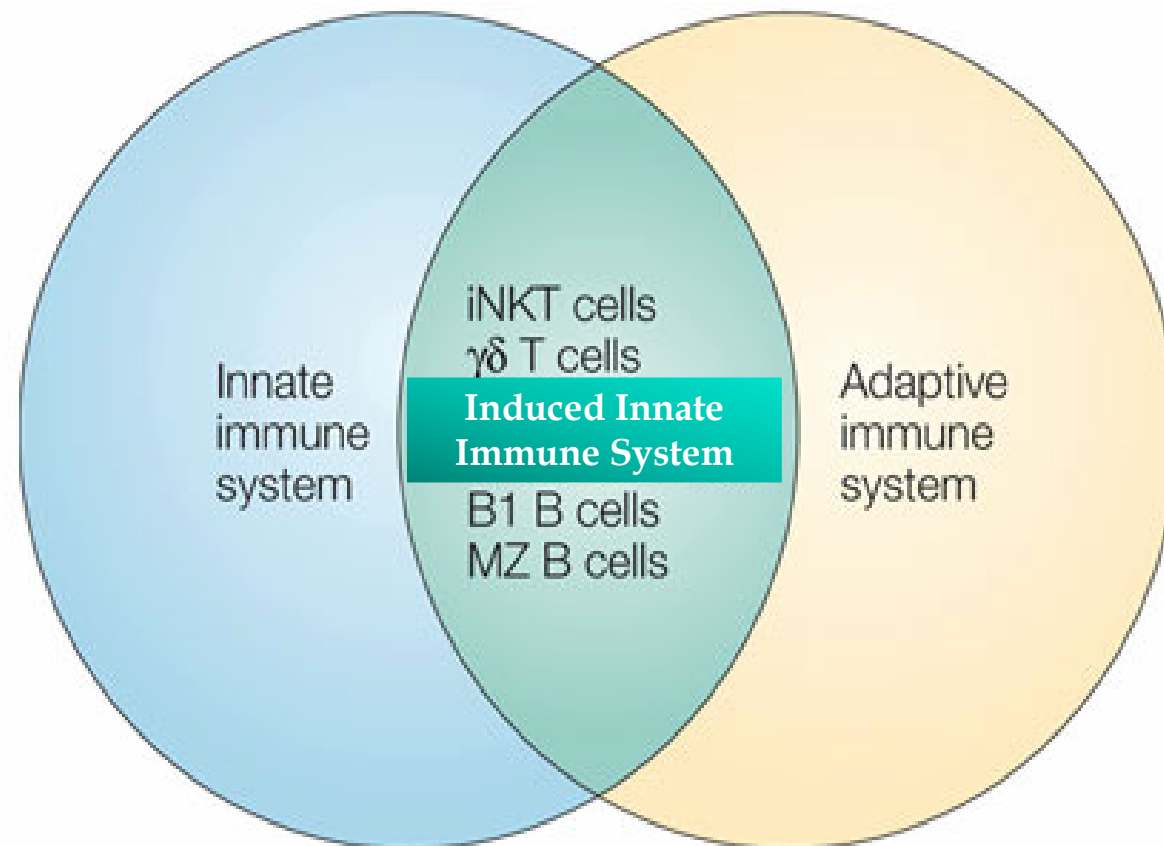 Innate
immune
system
iNKT cells
γδ T cells
Induced Innate
Immune System
B1 B cells
MZ B cells
Adaptive
immune
system